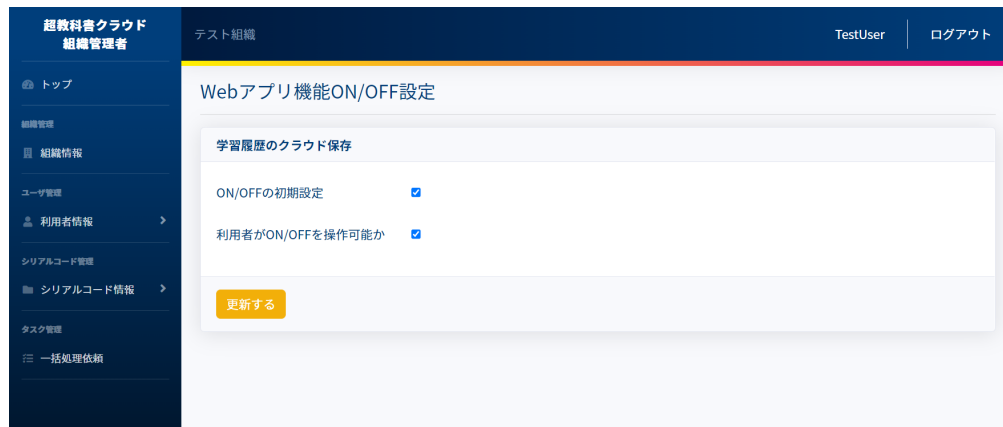 超教科書クラウド
組織管理者
テスト組織
TestUser
ログアウト
トップ
組織管理
組織情報
ユーザ管理
利用者情報
シリアルコード管理
シリアルコード情報
タスク管理
一括処理依頼
Webアプリ機能ON/OFF設定
学習履歴のクラウド保存
ON/OFFの初期設定
利用者がON/OFFを操作可能か
更新する